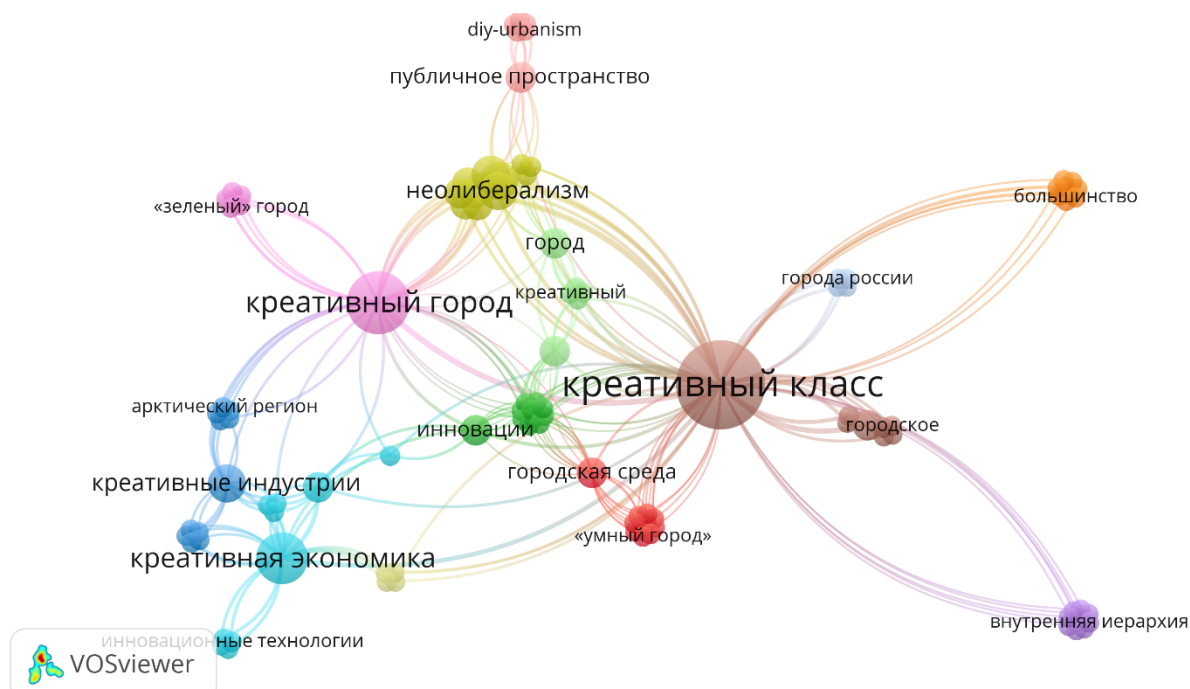 diy-urbanism
публичное пространство
неолиберализм
большинство
«зеленый» город
город
города россии
креативный
креативный город
креативный класс
арктический регион
городское
инновации
городская среда
креативные индустрии
«умный город»
креативная экономика
внутренняя иерархия
инновационные технологии
VOSviewer